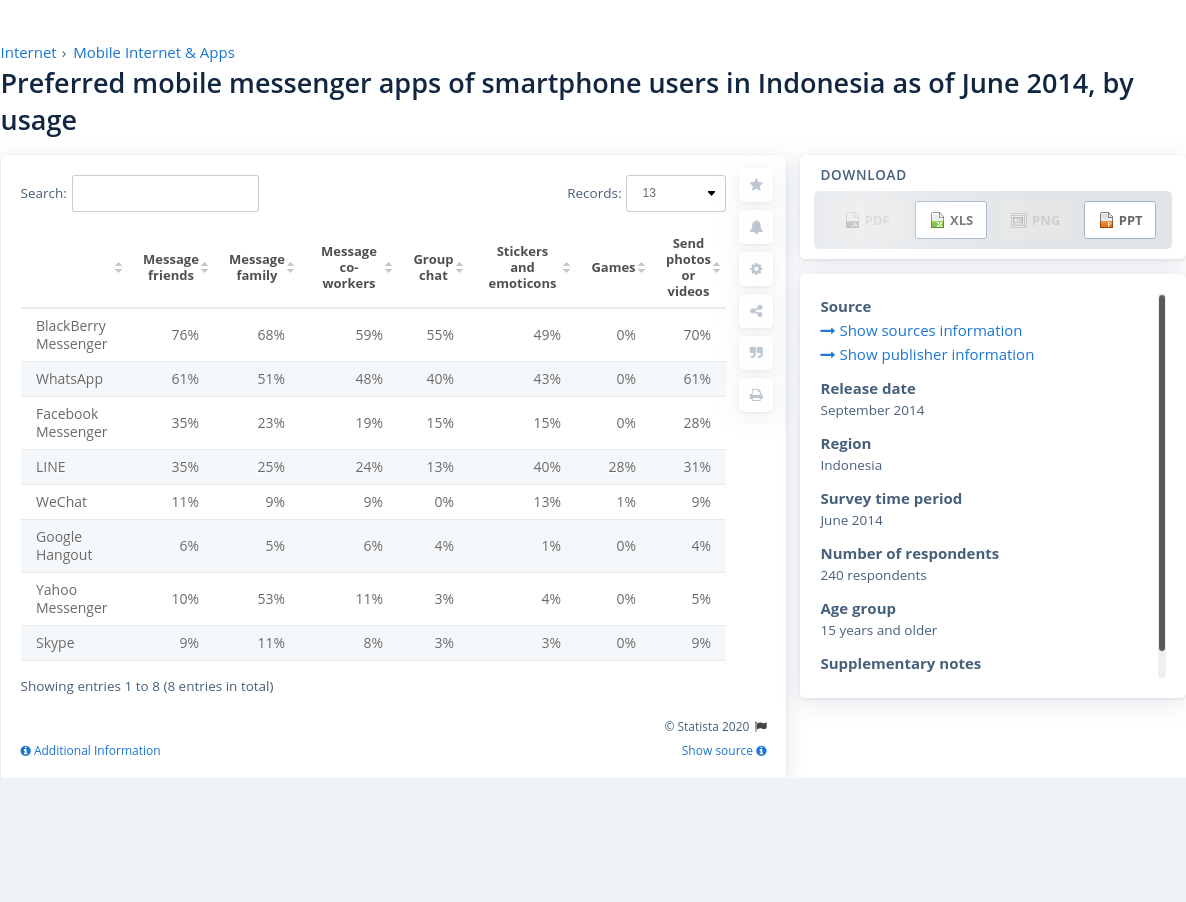 Internet › Mobile Internet & Apps
Preferred mobile messenger apps of smartphone users in Indonesia as of June 2014, by
usage
Search:
Records: 13
Message friends Message family Message co-workers Group chat Stickers and emoticons Games Send photos or videos
BlackBerry Messenger 76% 68% 59% 55% 49% 0% 70%
WhatsApp 61% 51% 48% 40% 43% 0% 61%
Facebook Messenger 35% 23% 19% 15% 15% 0% 28%
LINE 35% 25% 24% 13% 40% 28% 31%
WeChat 11% 9% 9% 0% 13% 1% 9%
Google Hangout 6% 5% 6% 4% 1% 0% 4%
Yahoo Messenger 10% 53% 11% 3% 4% 0% 5%
Skype 9% 11% 8% 3% 3% 0% 9%
Showing entries 1 to 8 (8 entries in total)
© Statista 2020
Additional Information
Show source
DOWNLOAD
PDF XLS PNG PPT
Source
Show sources information
Show publisher information
Release date
September 2014
Region
Indonesia
Survey time period
June 2014
Number of respondents
240 respondents
Age group
15 years and older
Supplementary notes